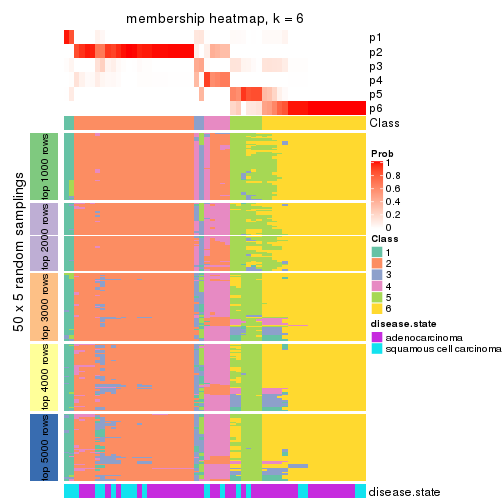 membership heatmap, k = 6
p1
p2
p3
p4
p5
p6
Class
50 x 5 random samplings
top 1000 rows
top 2000 rows
top 3000 rows
top 4000 rows
top 5000 rows
disease.state
Prob
1
0.8
0.6
0.4
0.2
0
Class
1
2
3
4
5
6
disease.state
adenocarcinoma
squamous cell carcinoma